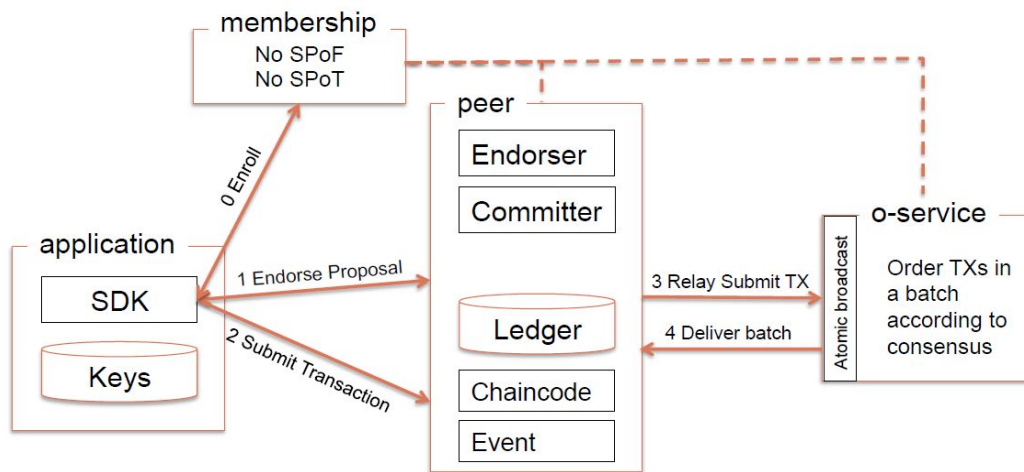 membership
No SPoF
No SPoT
peer
Endorser
Committer
Ledger
Chaincode
Event
0 Enroll
application
SDK
Keys
1 Endorse Proposal
2 Submit Transaction
3 Relay Submit TX
4 Deliver batch
o-service
Atomic broadcast
Order TXs in
a batch
according to
consensus